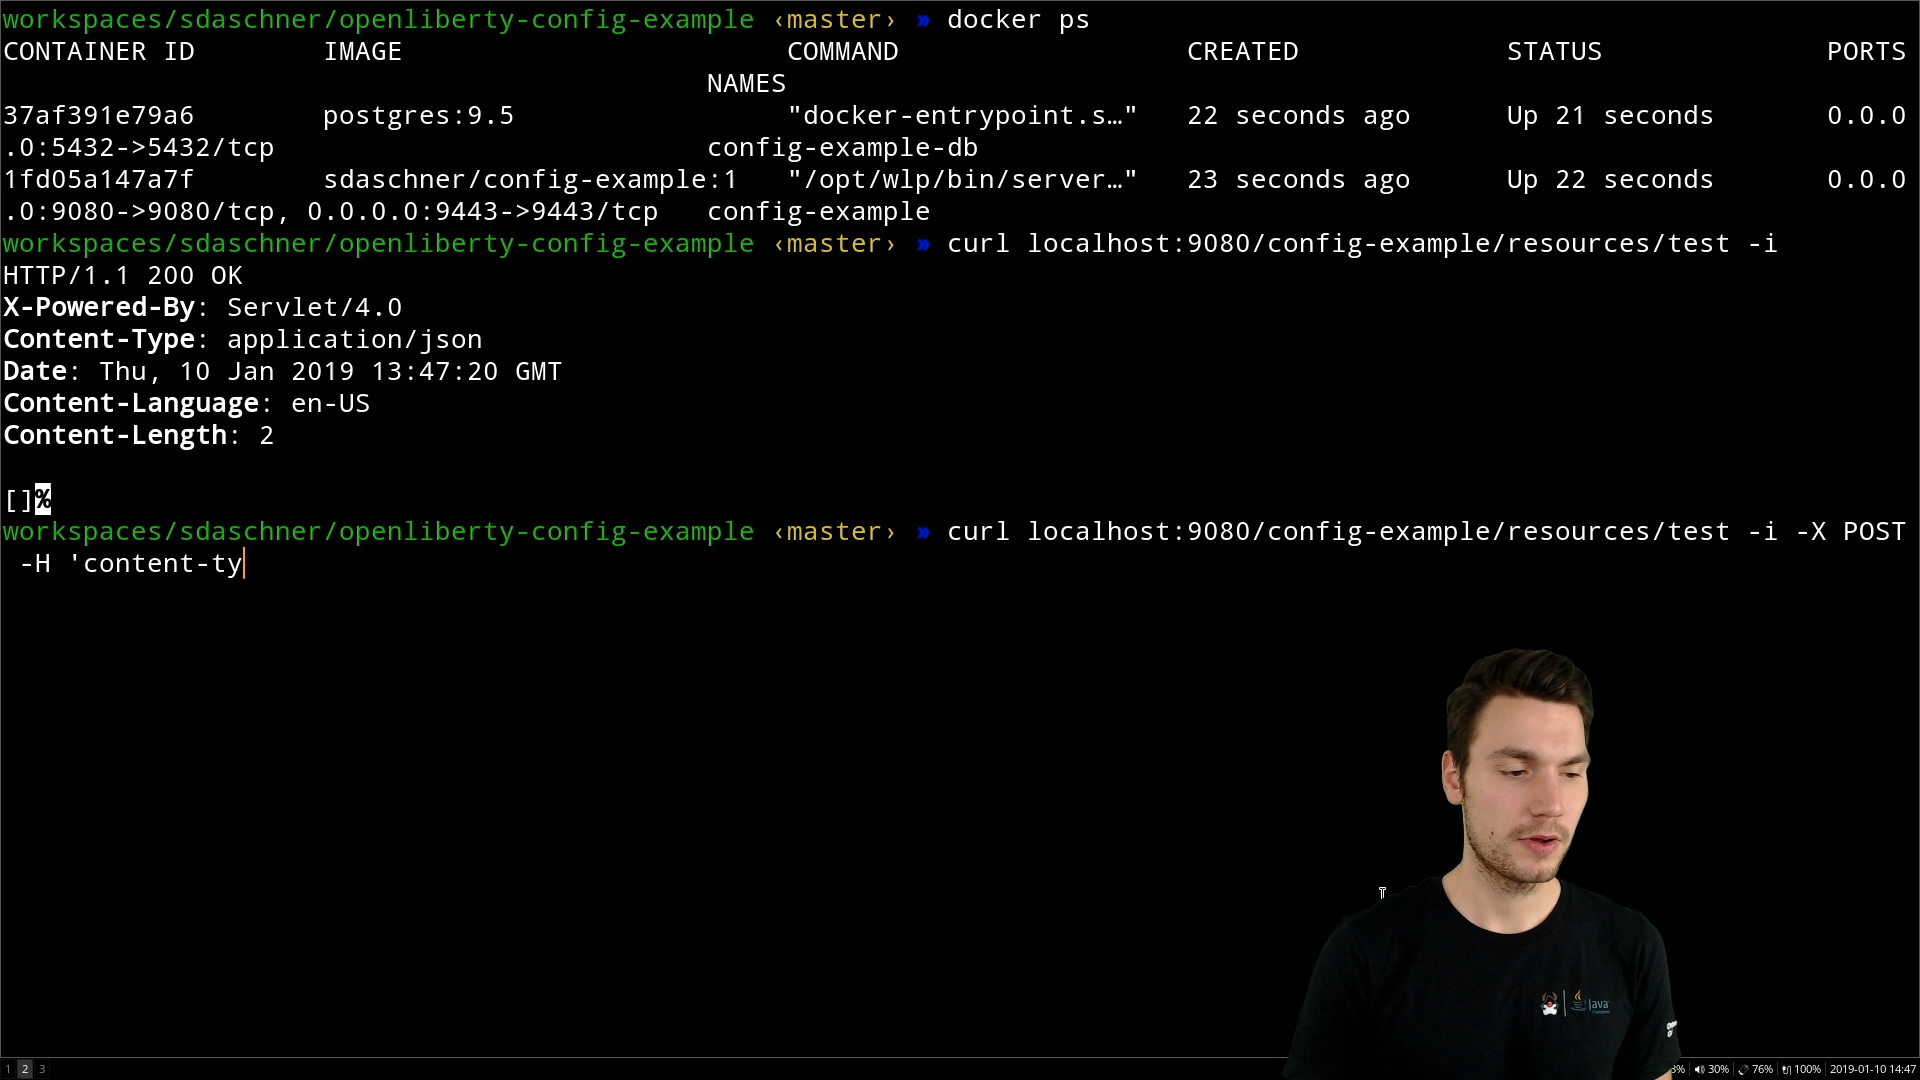 workspaces/sdaschner/openliberty-config-example ‹master› » docker ps
CONTAINER ID IMAGE COMMAND CREATED STATUS PORTS
NAMES
37af391e79a6 postgres:9.5 "docker-entrypoint.s…" 22 seconds ago Up 21 seconds 0.0.0
.0:5432->5432/tcp config-example-db
1fd05a147a7f sdaschner/config-example:1 "/opt/wlp/bin/server…" 23 seconds ago Up 22 seconds 0.0.0
.0:9080->9080/tcp, 0.0.0.0:9443->9443/tcp config-example
workspaces/sdaschner/openliberty-config-example ‹master› » curl localhost:9080/config-example/resources/test -i
HTTP/1.1 200 OK
X-Powered-By: Servlet/4.0
Content-Type: application/json
Date: Thu, 10 Jan 2019 13:47:20 GMT
Content-Language: en-US
Content-Length: 2
[]%
workspaces/sdaschner/openliberty-config-example ‹master› » curl localhost:9080/config-example/resources/test -i -X POST
-H 'content-ty
Java
1 2 3 30% 76% 100% 2019-01-10 14:47